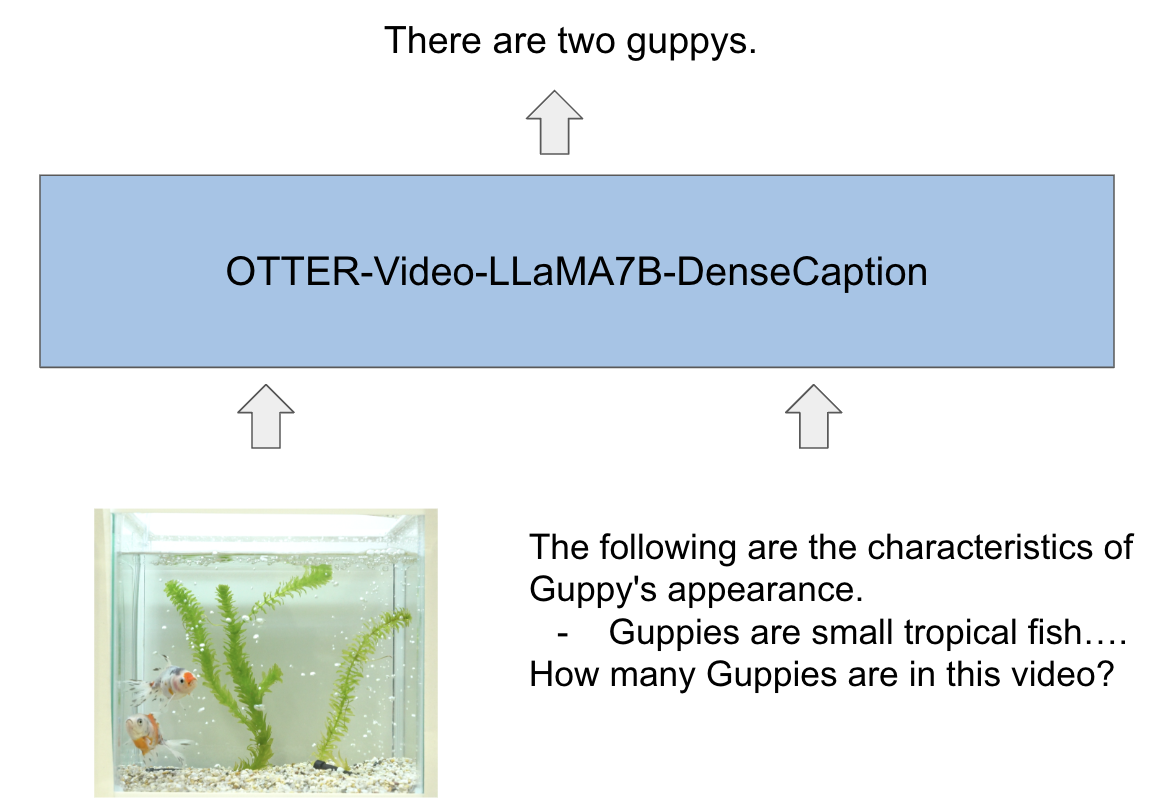 There are two guppys.
OTTER-Video-LLaMA7B-DenseCaption
The following are the characteristics of
Guppy's appearance.
- Guppies are small tropical fish….
How many Guppies are in this video?